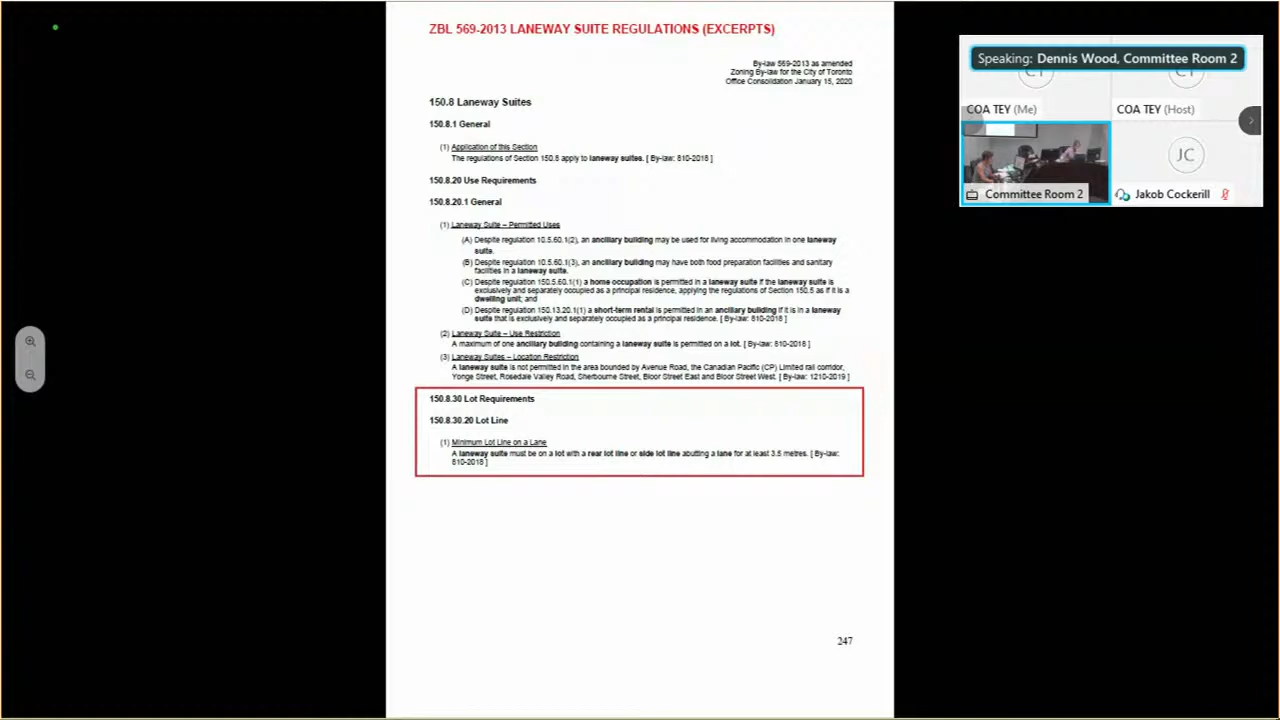 ZBL 569-2013 LANEWAY SUITE REGULATIONS (EXCERPTS)
By-law 569-2013 as amended
Zoning By-law for the City of Toronto
Office Consolidation January 15, 2020
150.8 Laneway Suites
150.8.1 General
(1) Application of this Section
The regulations of Section 150.8 apply to laneway suites. [ By-law: 810-2018 ]
150.8.20 Use Requirements
150.8.20.1 General
(1) Laneway Suite – Permitted Uses
(A) Despite regulation 10.5.60.1(2), an ancillary building may be used for living accommodation in one laneway
suite.
(B) Despite regulation 10.5.60.1(3), an ancillary building may have both food preparation facilities and sanitary
facilities in a laneway suite.
(C) Despite regulation 150.5.60.1(1) a home occupation is permitted in a laneway suite if the laneway suite is
exclusively and separately occupied as a principal residence, applying the regulations of Section 150.5 as if it is a
dwelling unit; and
(D) Despite regulation 150.13.20.1(1) a short-term rental is permitted in an ancillary building if it is in a laneway
suite that is exclusively and separately occupied as a principal residence. [ By-law: 810-2018 ]
(2) Laneway Suite – Use Restriction
A maximum of one ancillary building containing a laneway suite is permitted on a lot. [ By-law: 810-2018 ]
(3) Laneway Suites – Location Restriction
A laneway suite is not permitted in the area bounded by Avenue Road, the Canadian Pacific (CP) Limited rail corridor,
Yonge Street, Rosedale Valley Road, Sherbourne Street, Bloor Street East and Bloor Street West. [ By-law: 1210-2019 ]
150.8.30 Lot Requirements
150.8.30.20 Lot Line
(1) Minimum Lot Line on a Lane
A laneway suite must be on a lot with a rear lot line or side lot line abutting a lane for at least 3.5 metres. [ By-law:
810-2018 ]
247
Speaking: Dennis Wood, Committee Room 2
COA TEY (Me)
COA TEY (Host)
JC
Committee Room 2
Jakob Cockerill